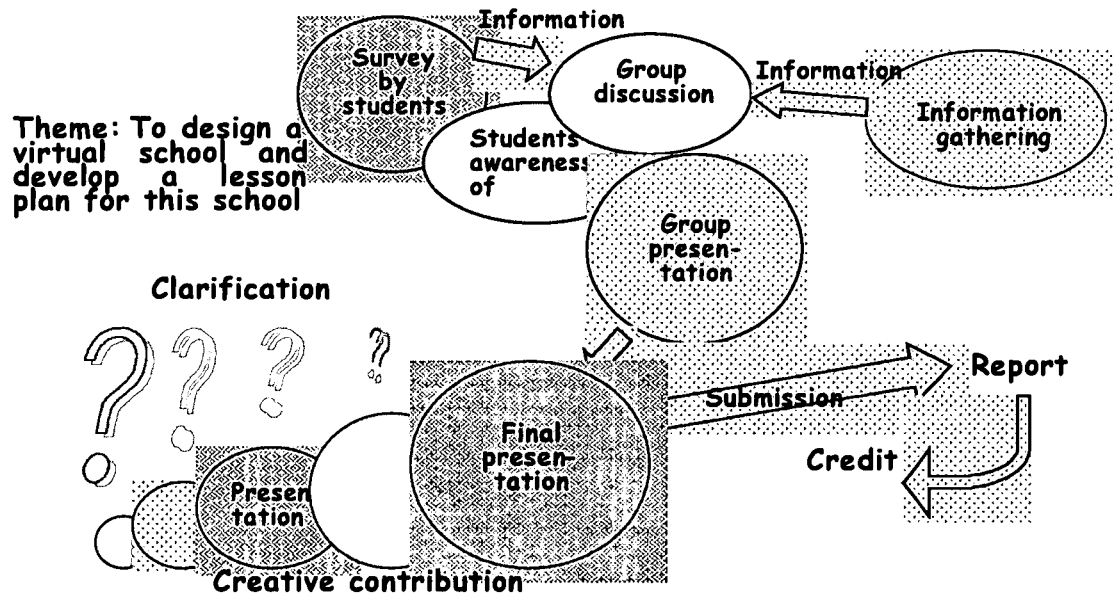 Information
Survey
by
students
Group
discussion
Information
Information
gathering
Theme: To design a
virtual school and
develop a lesson
plan for this school
Students
awareness
of
Group
presen-
tation
Clarification
Report
Submission
Final
presen-
tation
Credit
Presen
tation
Creative contribution